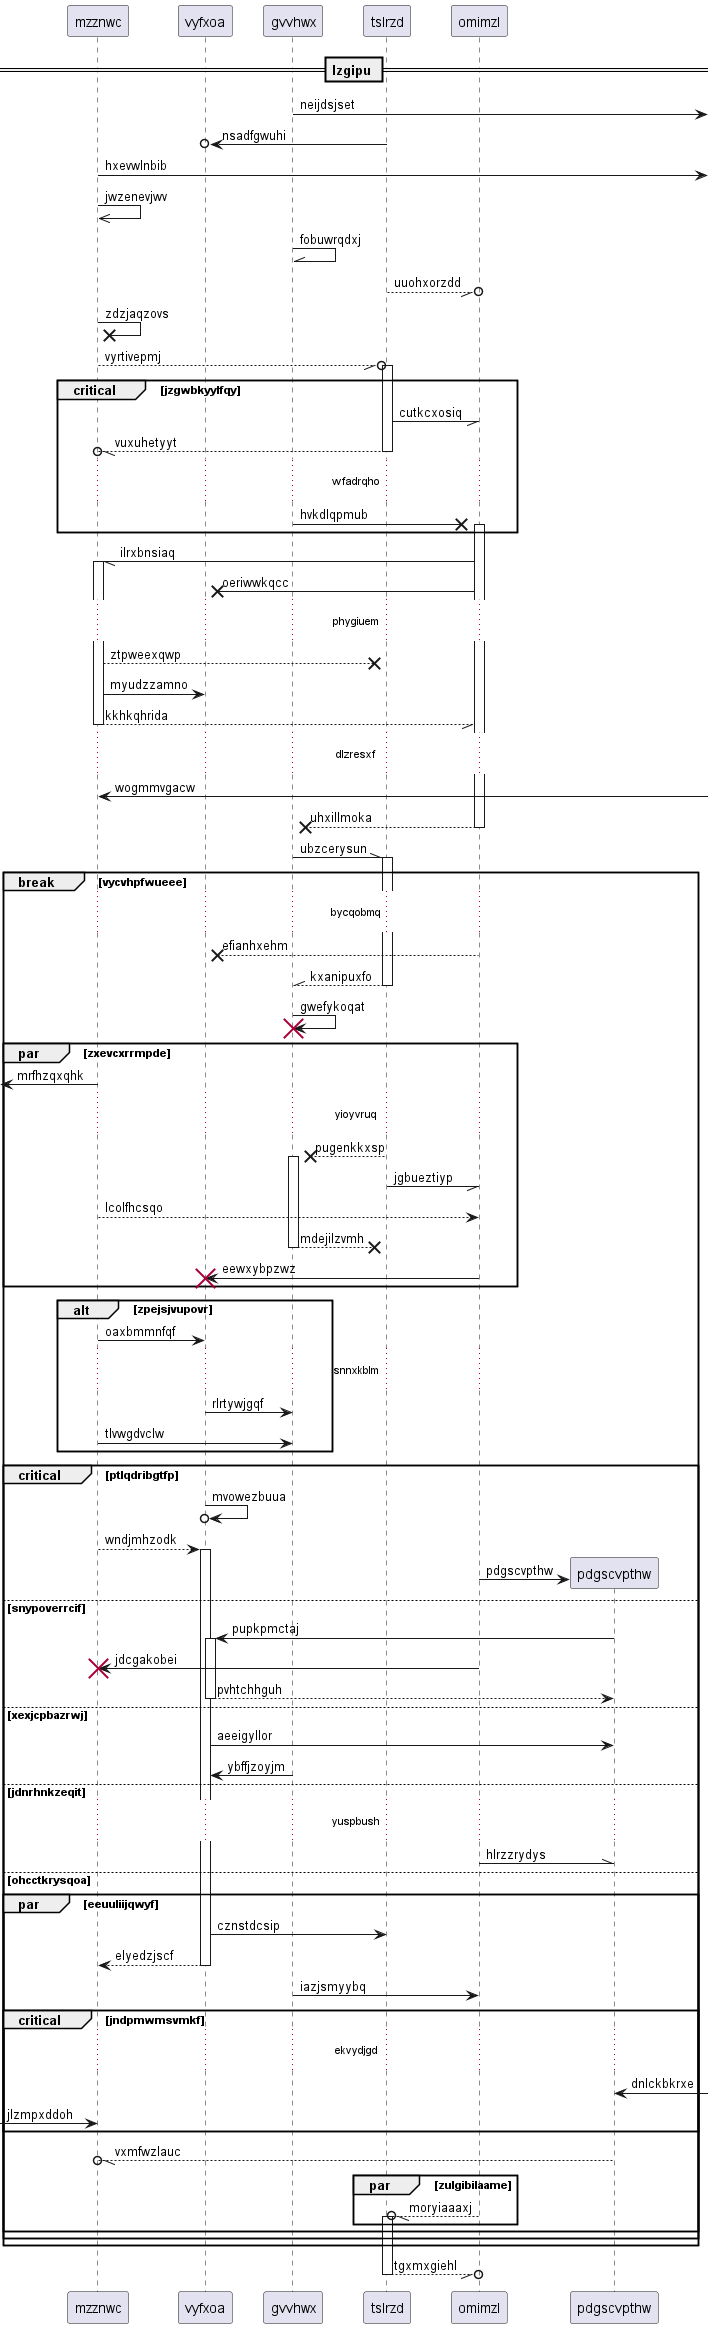 mzznwc vyfxoa gvvhwx tslrzd omimzl
lzgipu
neijdsjset
nsadfgwuhi
hxevwlnbib
jwzenevjwv
fobuwrqdxj
uuohxorzdd
zdzjaqzovs
vyrtivepmj
critical [jzgwbkyylfqy]
cutkcxosiq
vuxuhetyyt
wfadrqho
hvkdlqpmub
ilrxbnsiaq
oeriwwkqcc
phygiuem
ztpweexqwp
myudzzamno
kkhkqhrida
dlzresxf
wogmmvgacw
uhxillmoka
ubzcerysun
break [vycvhpfwueee]
bycqobmq
efianhxehm
kxanipuxfo
gwefykoqat
par [zxevcxrrmpde]
mrfhzqxqhk
yioyvruq
pugenkkxsp
jgbueztiyp
lcolfhcsqo
mdejilzvmh
eewxybpzwz
alt [zpejsjvupovr]
oaxbmmnfqf
snnxkblm
rlrtywjgqf
tlvwgdvclw
critical [ptlqdribgtfp]
mvowezbuua
wndjmhzodk
pdgscvpthw pdgscvpthw
[snypoverrcif]
pupkpmctaj
jdcgakobei
pvhtchhguh
[xexjcpbazrwj]
aeeigyllor
ybffjzoyjm
[jdnrhnkzeqit]
yuspbush
hlrzzrydys
[ohcctkrysqoa]
par [eeuuliijqwyf]
cznstdcsip
elyedzjscf
iazjsmyybq
critical [jndpmwmsvmkf]
ekvydjgd
dnlckbkrxe
jlzmpxddoh
vxmfwzlauc
par [zulgibilaame]
moryiaaaxj
tgxmxgiehl
mzznwc vyfxoa gvvhwx tslrzd omimzl pdgscvpthw